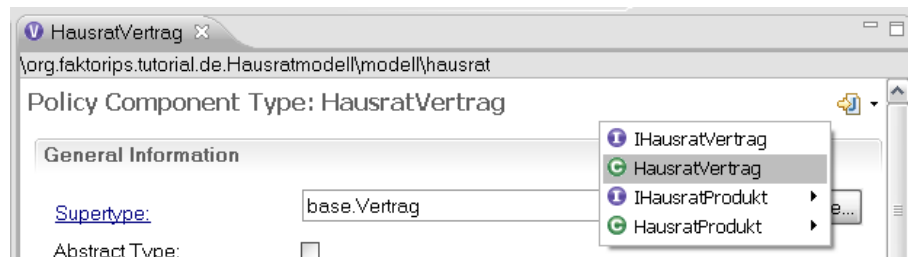 HausratVertrag
\org.faktorips.tutorial.de.Hausratmodell\modell\hausrat
Policy Component Type: HausratVertrag
General Information
Supertype:
base.Vertrag
e...
Abstract Type:
IHausratVertrag
HausratVertrag
IHausratProdukt
HausratProdukt